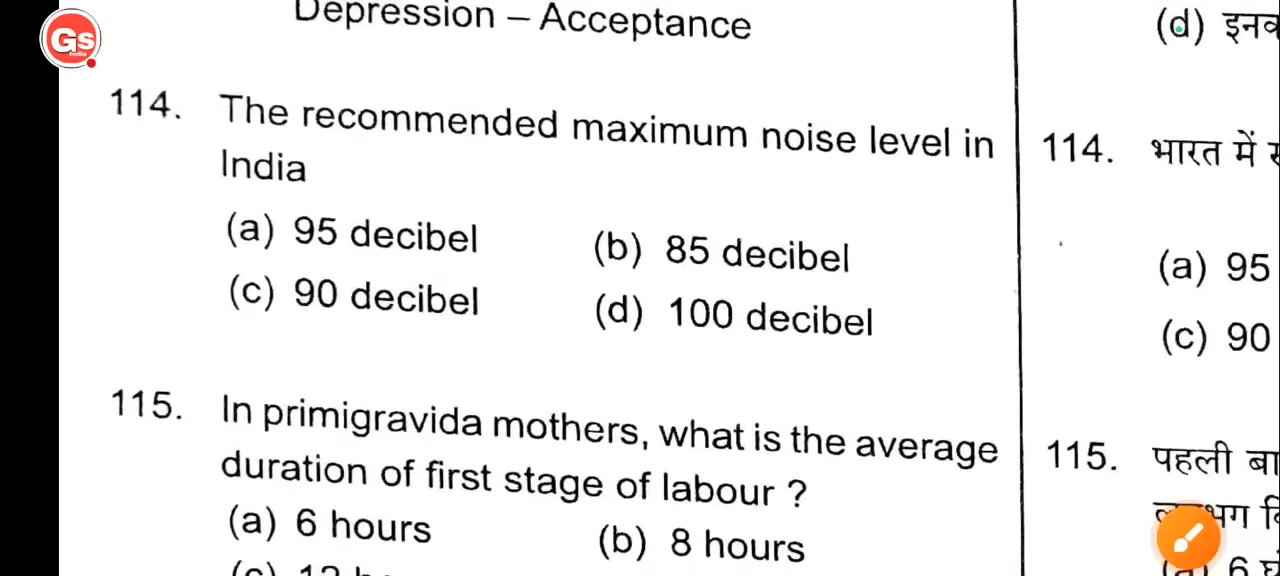 Gs
India
Depression – Acceptance
114. The recommended maximum noise level in
India
(a) 95 decibel (b) 85 decibel
(c) 90 decibel (d) 100 decibel
115. In primigravida mothers, what is the average
duration of first stage of labour ?
(a) 6 hours (b) 8 hours
(c)
(d)
114. भारत में
(a) 95
(c) 90
115. पहली
6